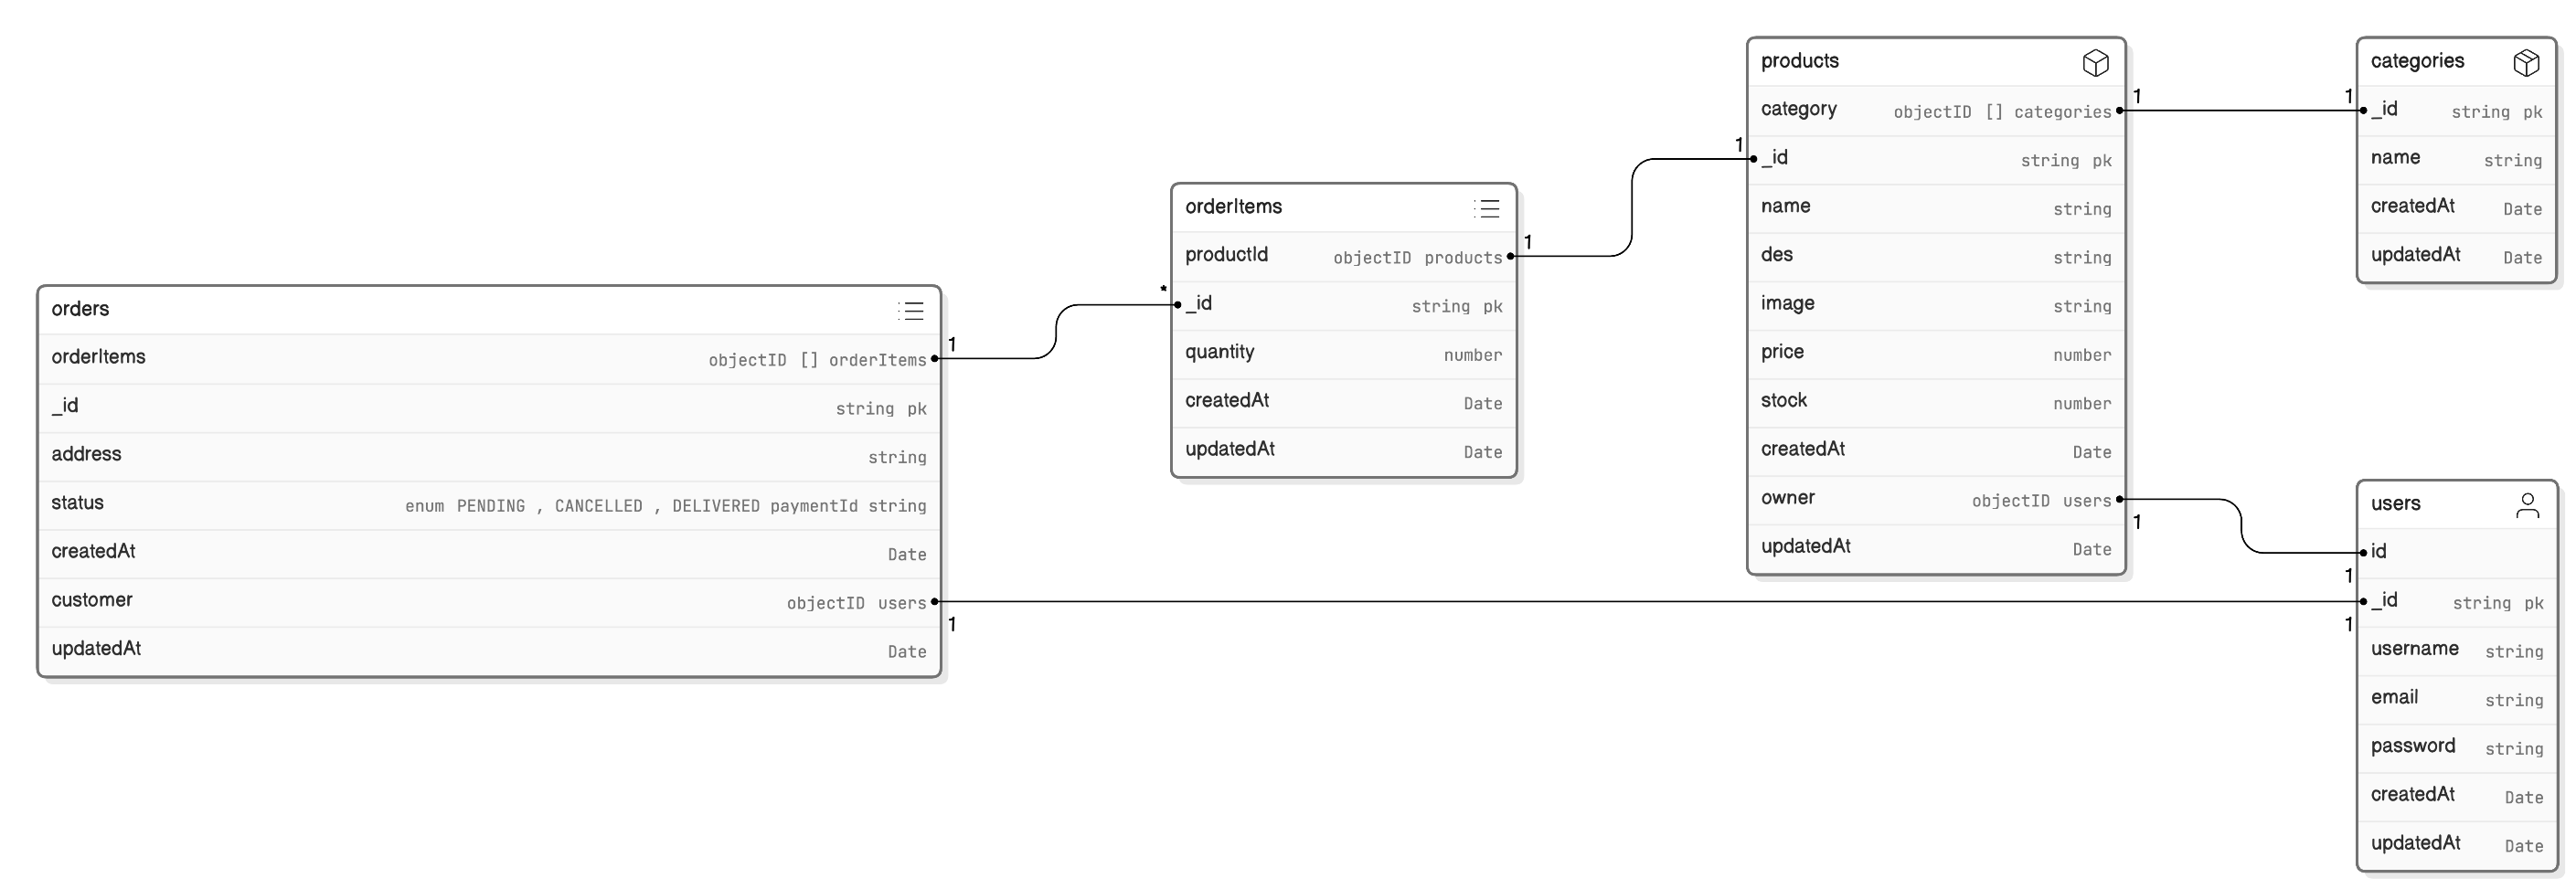 orders
orderItems objectID [] orderItems
_id string pk
address string
status enum PENDING , CANCELLED , DELIVERED paymentId string
createdAt Date
customer objectID users
updatedAt Date
1
1
*
orderItems
productId objectID products
_id string pk
quantity number
createdAt Date
updatedAt Date
1
1
products
category objectID [] categories
_id string pk
name string
des string
image string
price number
stock number
createdAt Date
owner objectID users
updatedAt Date
1
1
1
categories
_id string pk
name string
createdAt Date
updatedAt Date
1
1
users
id
_id string pk
username string
email string
password string
createdAt Date
updatedAt Date